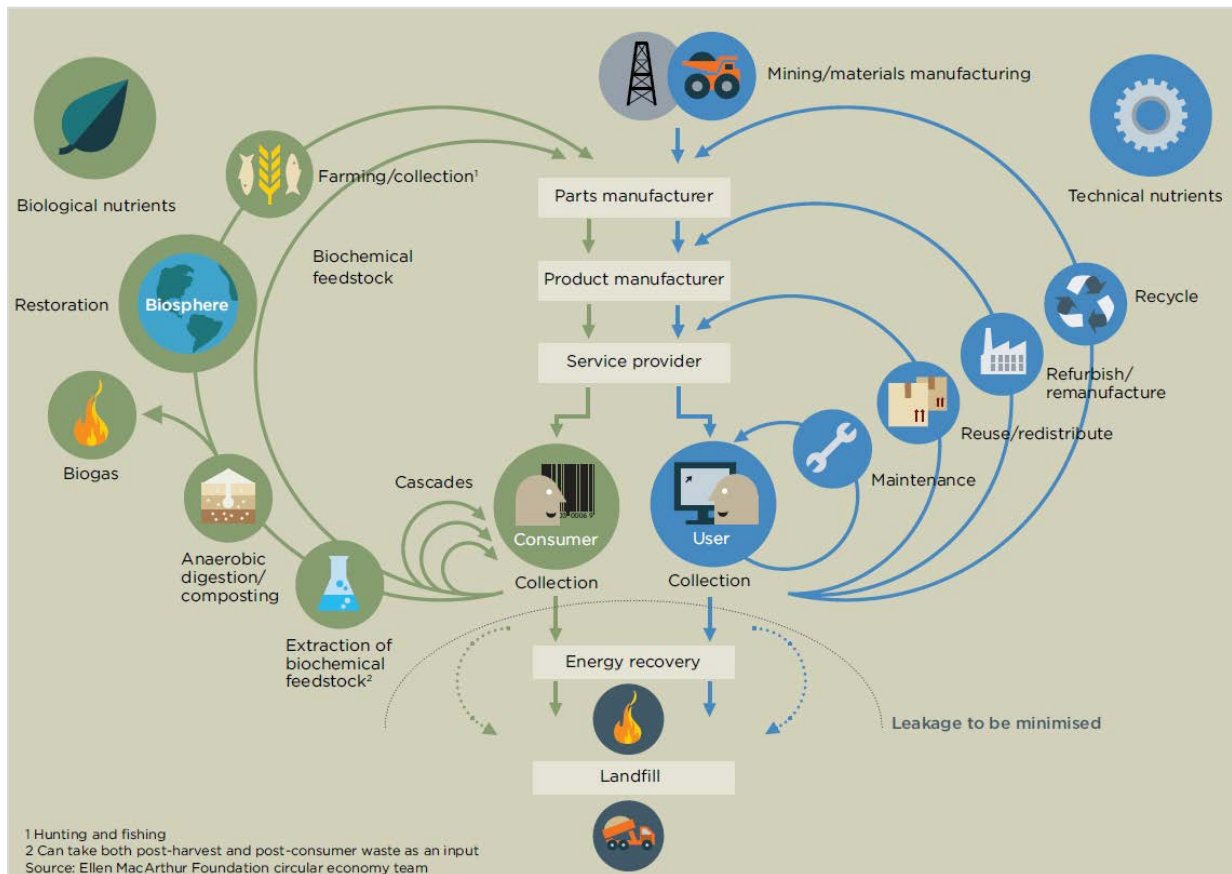 Mining/materials manufacturing
Biological nutrients
Technical nutrients
Farming/collection¹
Parts manufacturer
Biochemical
feedstock
Product manufacturer
Restoration
Biosphere
Recycle
Service provider
Refurbish/
remanufacture
Reuse/redistribute
Biogas
Maintenance
Cascades
Consumer
User
Anaerobic
digestion/
composting
Collection
Collection
Extraction of
biochemical
feedstock²
Energy recovery
Leakage to be minimised
Landfill
1 Hunting and fishing
2 Can take both post-harvest and post-consumer waste as an input
Source: Ellen MacArthur Foundation circular economy team